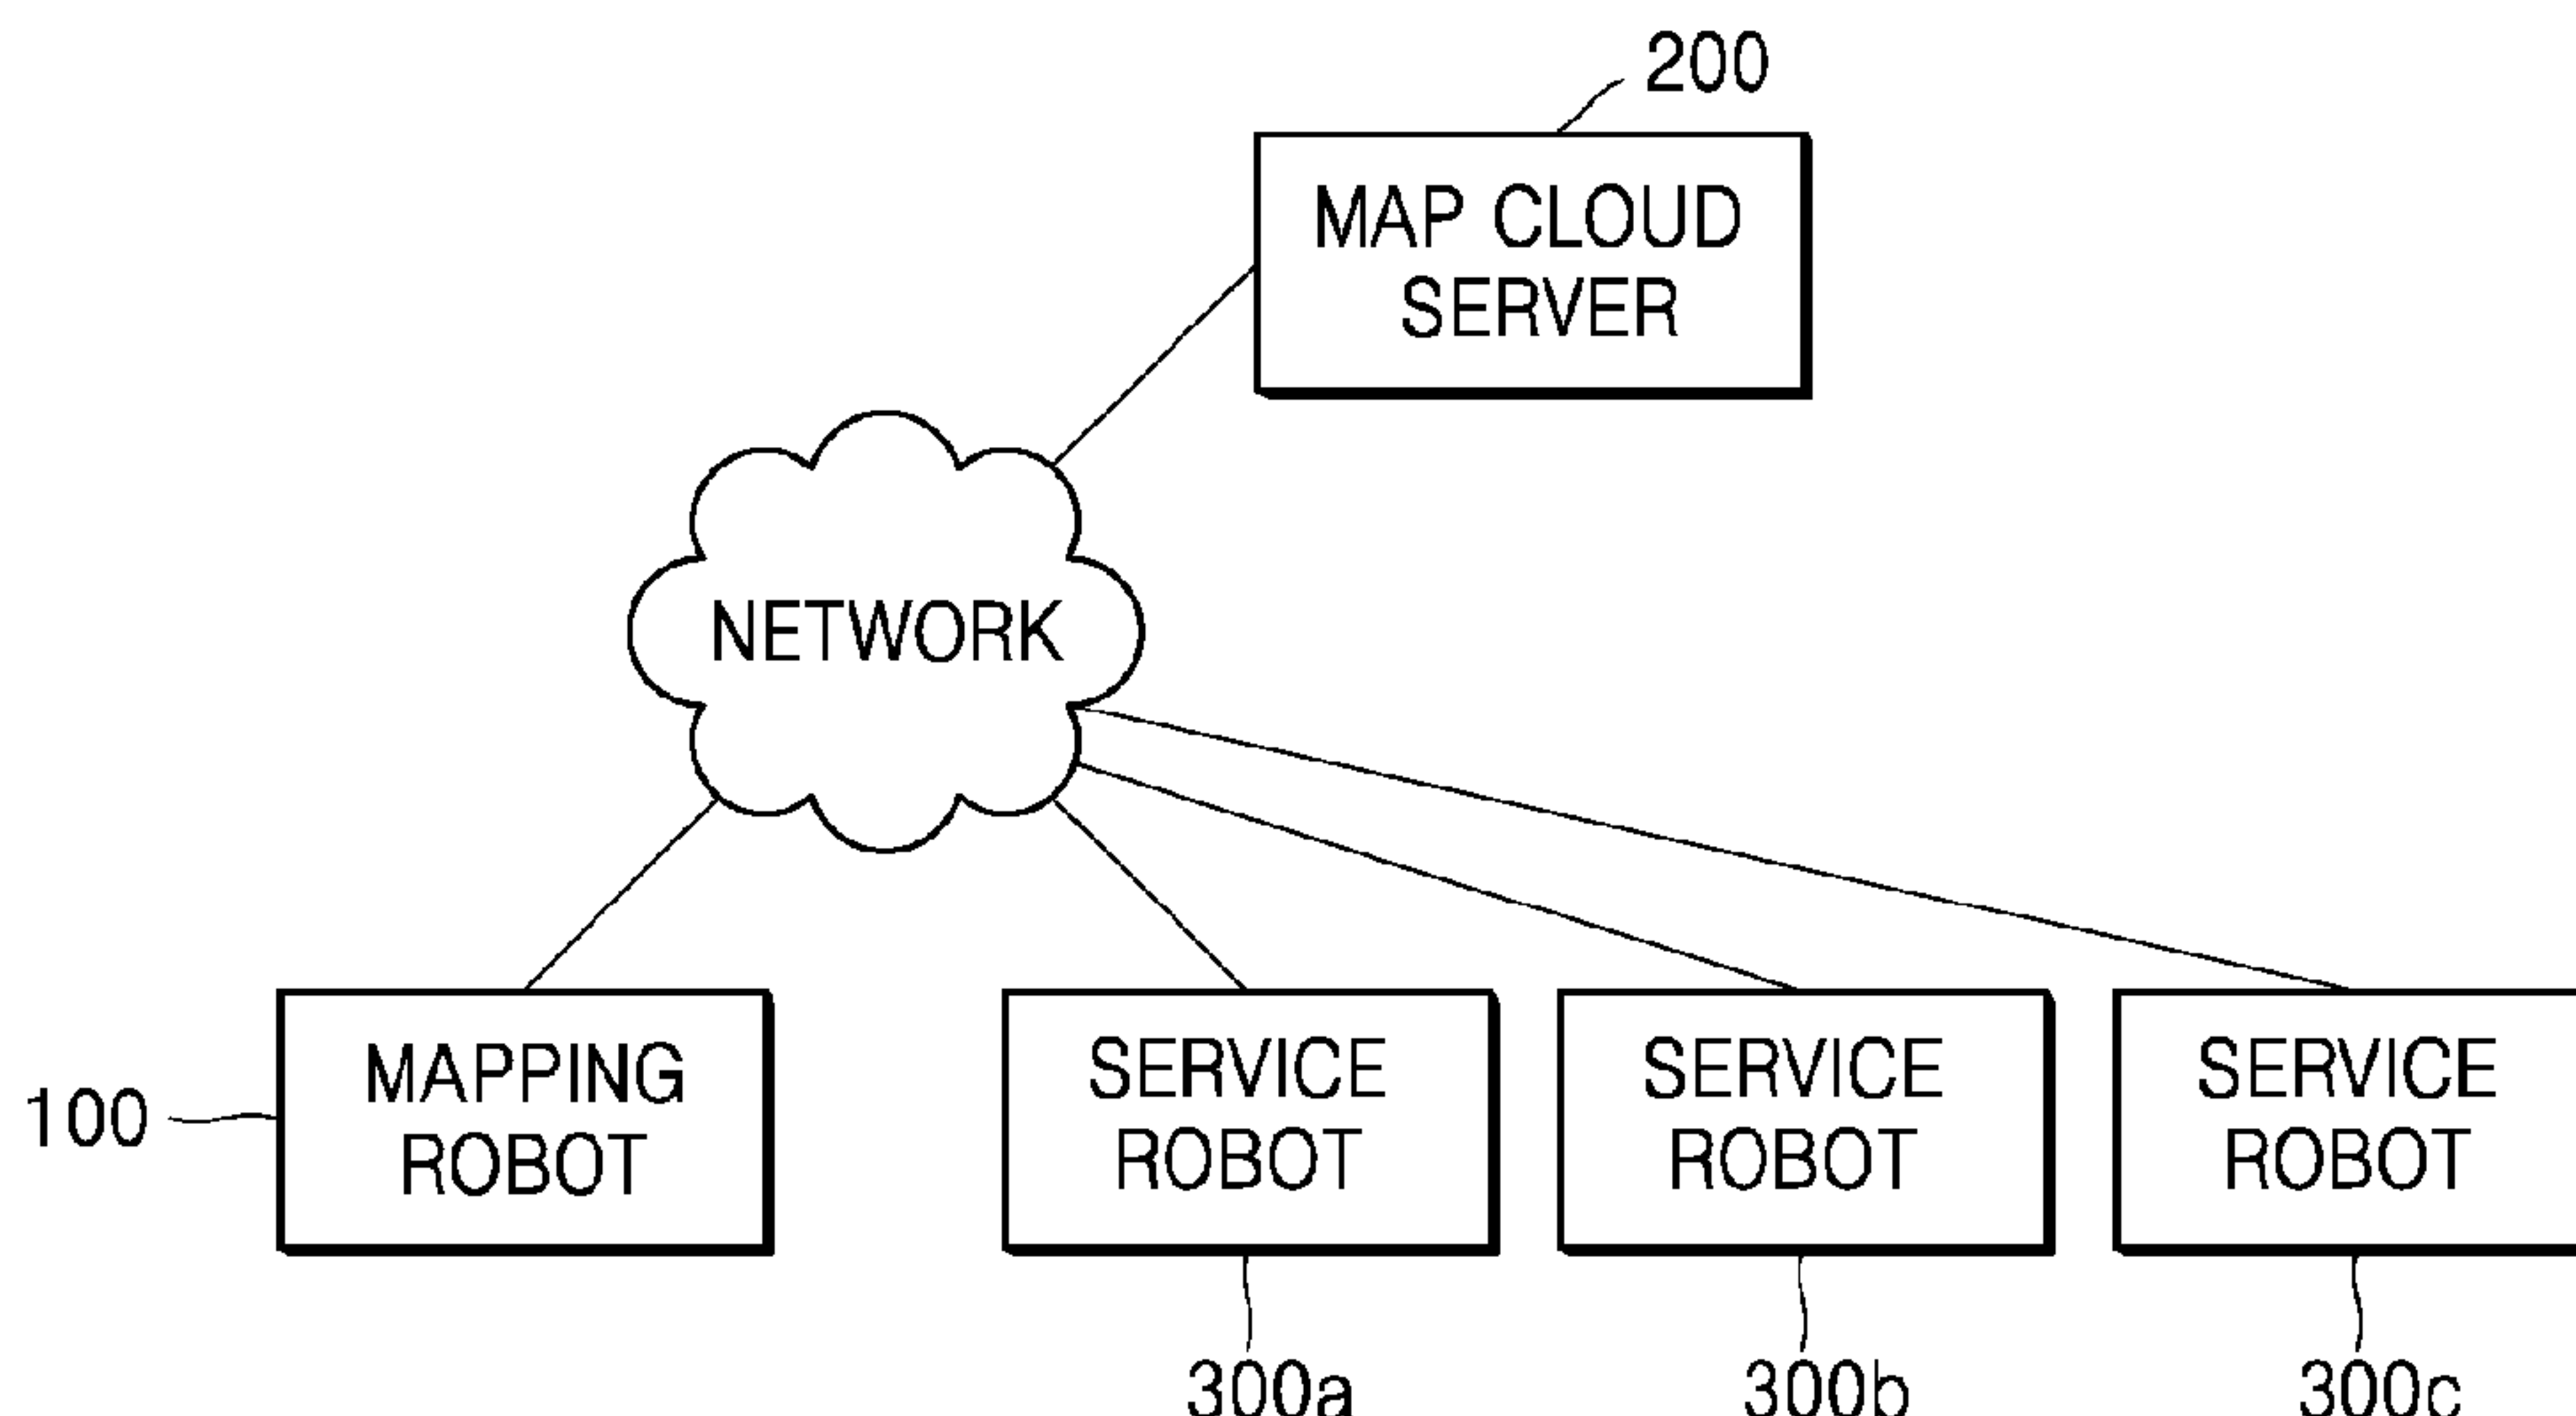 200
MAP CLOUD
SERVER
NETWORK
100
MAPPING
ROBOT
SERVICE
ROBOT
SERVICE
ROBOT
SERVICE
ROBOT
300a
300b
300c